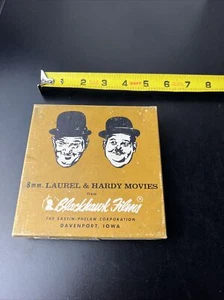 1 2 3 4 5 6 7 8
8mm. LAUREL & HARDY MOVIES
from
Blackhawk Films®
THE EASTIN-PHELAN CORPORATION
DAVENPORT, IOWA